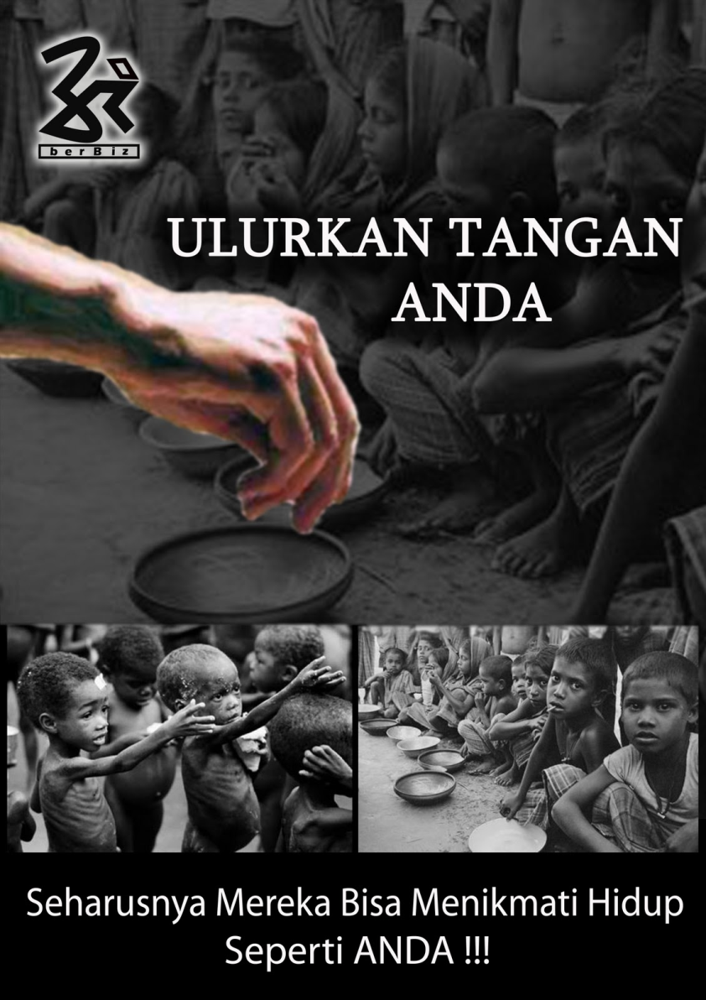 berBiz
ULURKAN TANGAN
ANDA
Seharusnya Mereka Bisa Menikmati Hidup
Seperti ANDA !!!